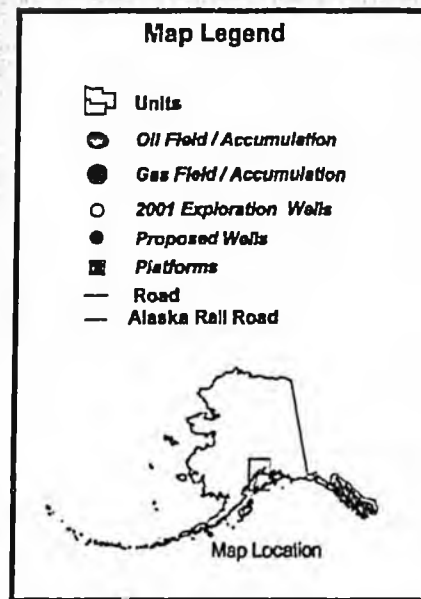 Map Legend
Units
Oil Field / Accumulation
Gas Field / Accumulation
2001 Exploration Wells
Proposed Wells
Platforms
Road
Alaska Rail Road
Map Location